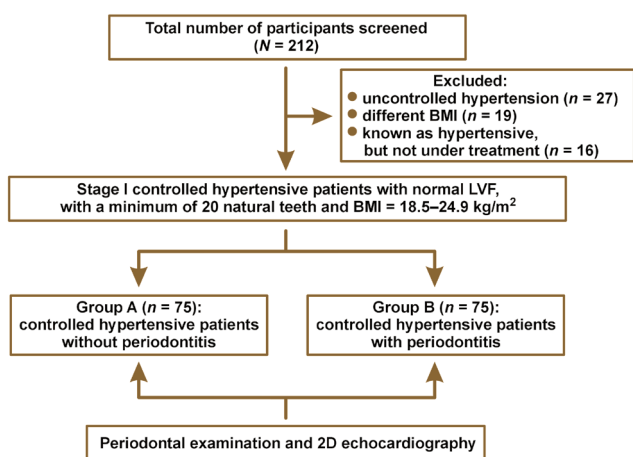 Total number of participants screened
(N = 212)
Excluded:
● uncontrolled hypertension (n = 27)
● different BMI (n = 19)
● known as hypertensive,
but not under treatment (n = 16)
Stage I controlled hypertensive patients with normal LVF,
with a minimum of 20 natural teeth and BMI = 18.5–24.9 kg/m²
Group A (n = 75):
controlled hypertensive patients
without periodontitis
Group B (n = 75):
controlled hypertensive patients
with periodontitis
Periodontal examination and 2D echocardiography